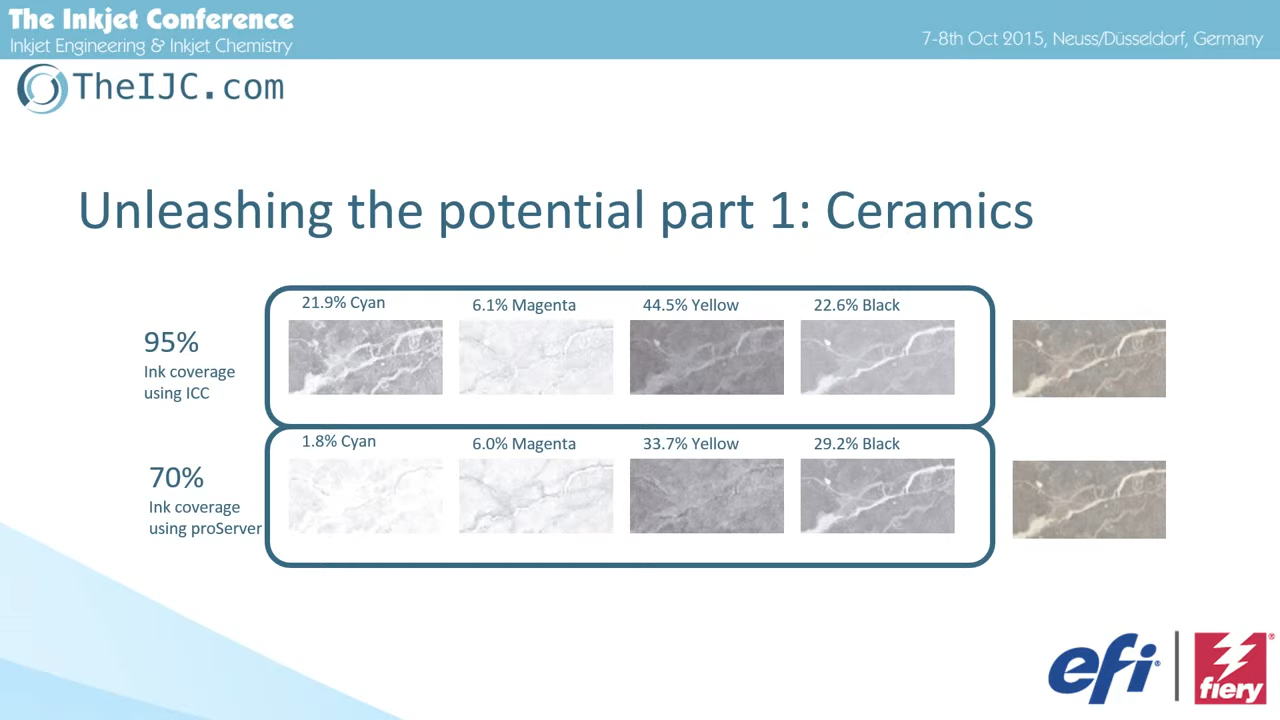 The Inkjet Conference
Inkjet Engineering & Inkjet Chemistry
7-8th Oct 2015, Neuss/Düsseldorf, Germany
TheIJC.com
Unleashing the potential part 1: Ceramics
95%
Ink coverage
using ICC
21.9% Cyan
6.1% Magenta
44.5% Yellow
22.6% Black
70%
Ink coverage
using proServer
1.8% Cyan
6.0% Magenta
33.7% Yellow
29.2% Black
efi®
fiery®